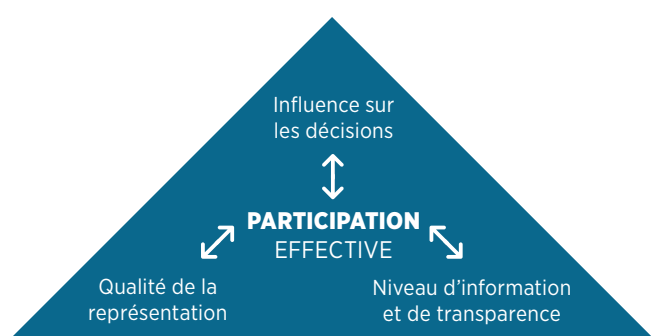 Influence sur
les décisions
PARTICIPATION
EFFECTIVE
Qualité de la
représentation
Niveau d’information
et de transparence